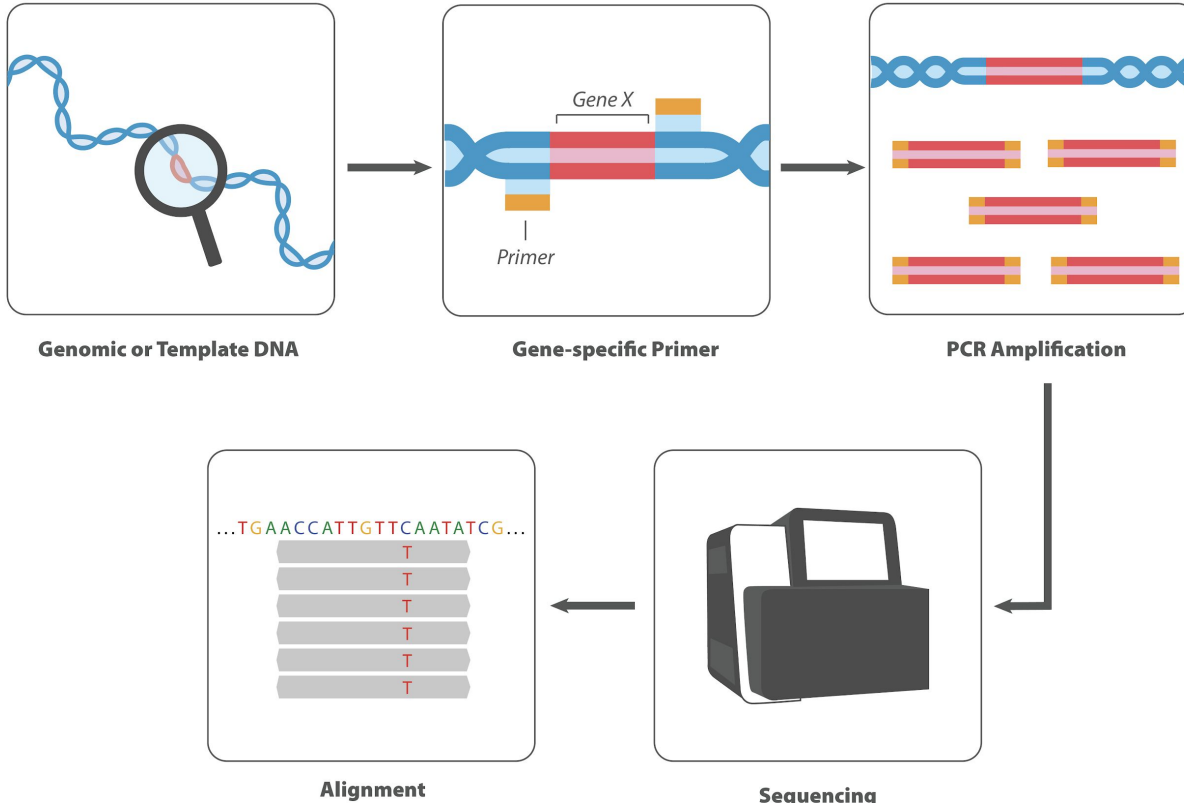 Gene X
Primer
Genomic or Template DNA
Gene-specific Primer
PCR Amplification
...TGAACCATTGTTCAATATCG...
T
T
T
T
T
T
Alignment
Sequencing